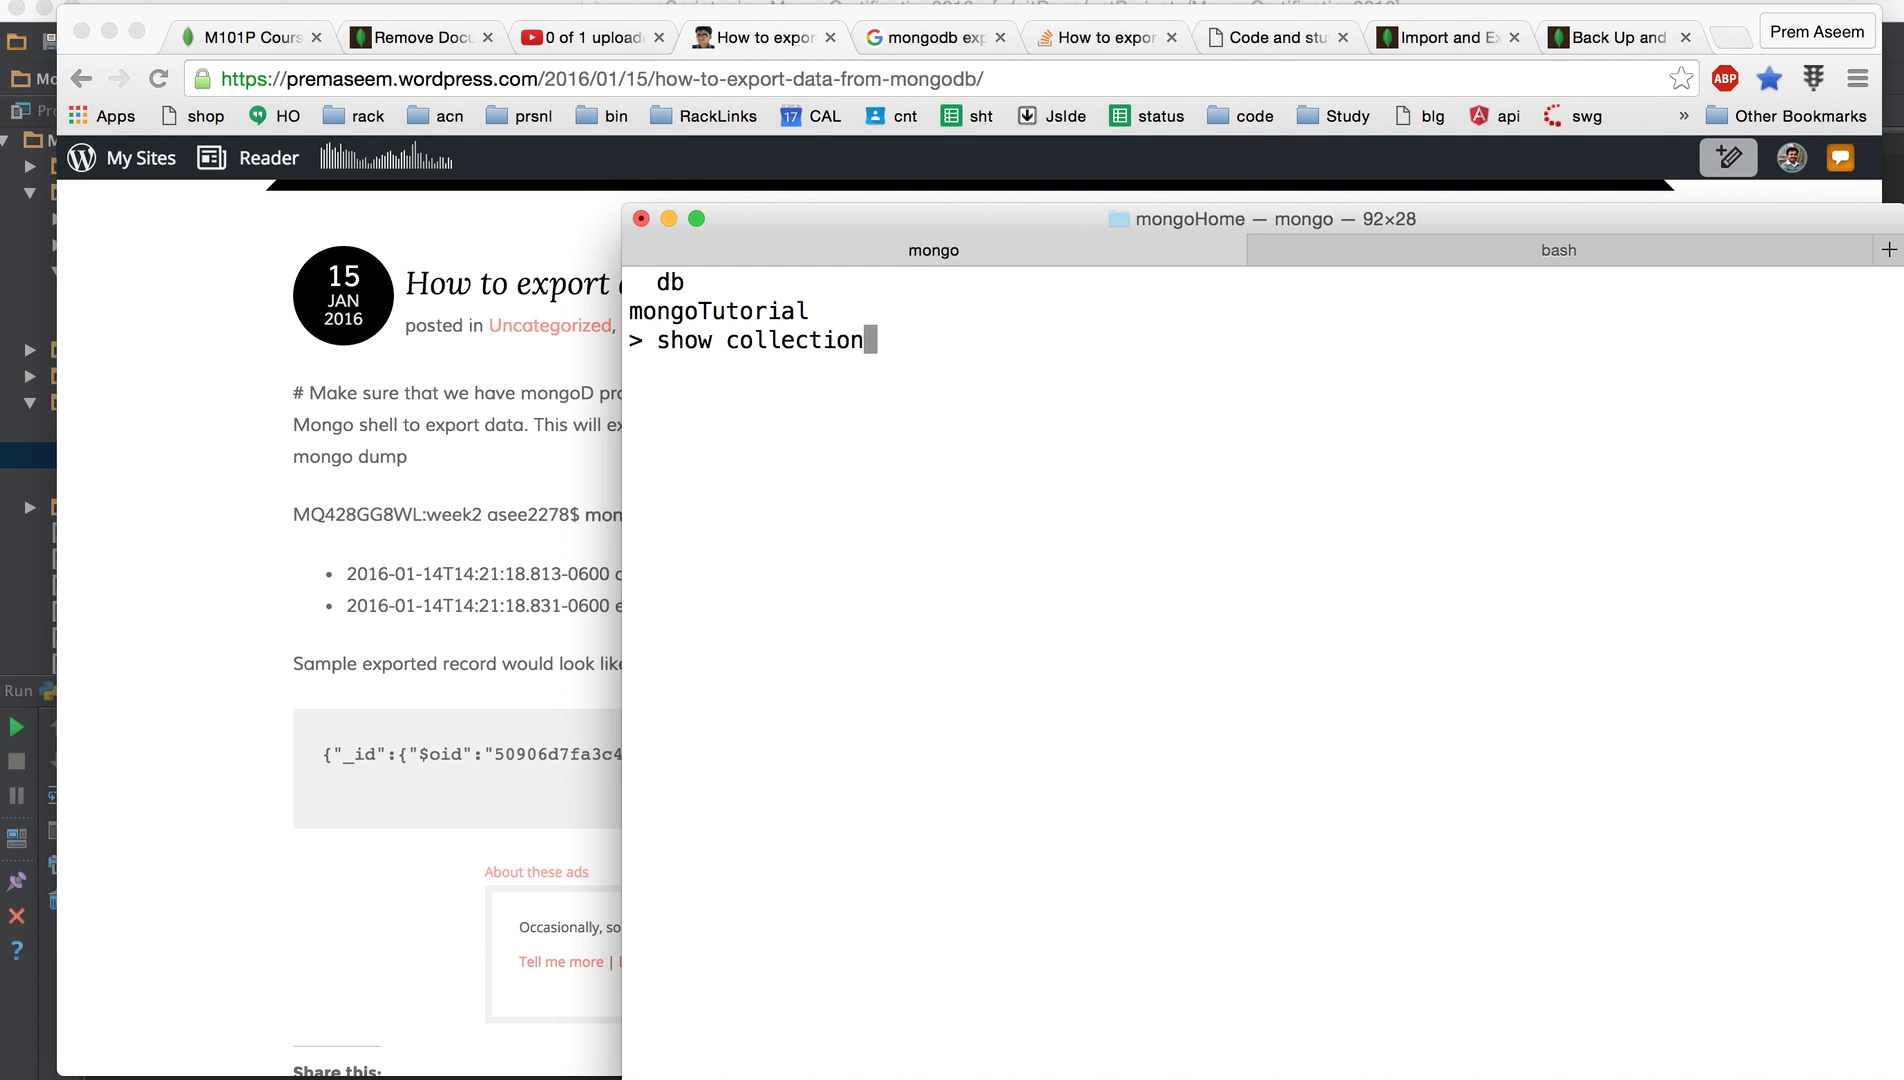 M101P Cours
Remove Docu
0 of 1 uploade
How to expor
mongodb exp
How to expor
Code and stu
Import and Ex
Back Up and
Prem Aseem
https://premaseem.wordpress.com/2016/01/15/how-to-export-data-from-mongodb/
ABP
Apps
shop
HO
rack
acn
prsnl
bin
RackLinks
17 CAL
cnt
sht
JsIde
status
code
Study
blg
api
swg
»
Other Bookmarks
My Sites
Reader
mongoHome — mongo — 92×28
mongo
bash
db
mongoTutorial
> show collection
15
JAN
2016
How to export
posted in Uncategorized,
# Make sure that we have mongoD pro
Mongo shell to export data. This will ex
mongo dump
MQ428GG8WL:week2 asee2278$ mon
• 2016-01-14T14:21:18.813-0600 c
• 2016-01-14T14:21:18.831-0600 e
Sample exported record would look like
{"_id":{"$oid":"50906d7fa3c4
About these ads
Occasionally, so
Tell me more |
Share this:
Run